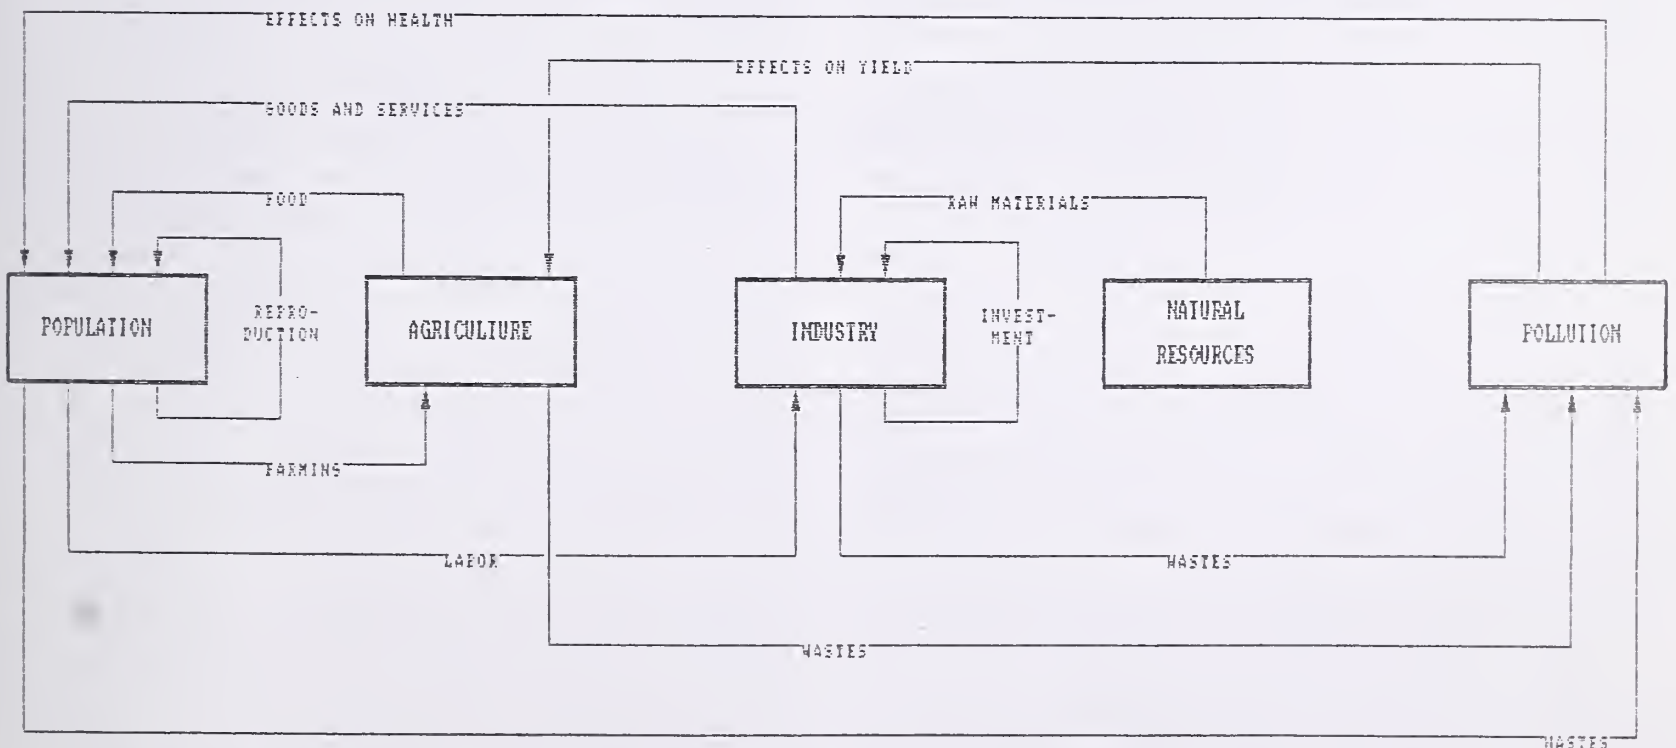 EFFECTS ON HEALTH
EFFECTS ON YIELD
GOODS AND SERVICES
FOOD
RAW MATERIALS
POPULATION
REPRO-
DUCTION
AGRICULTURE
INDUSTRY
INVEST-
MENT
NATURAL
RESOURCES
POLLUTION
FARMING
LABOR
WASTES
WASTES
WASTES